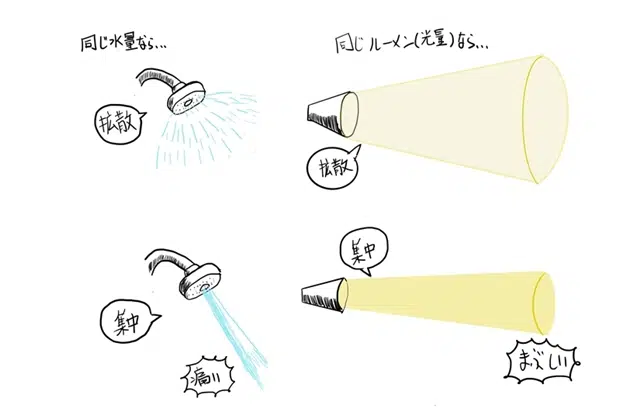 同じ水量なら...
同じルーメン(光量)なら...
拡散
拡散
集中
集中
痛い
まぶしい